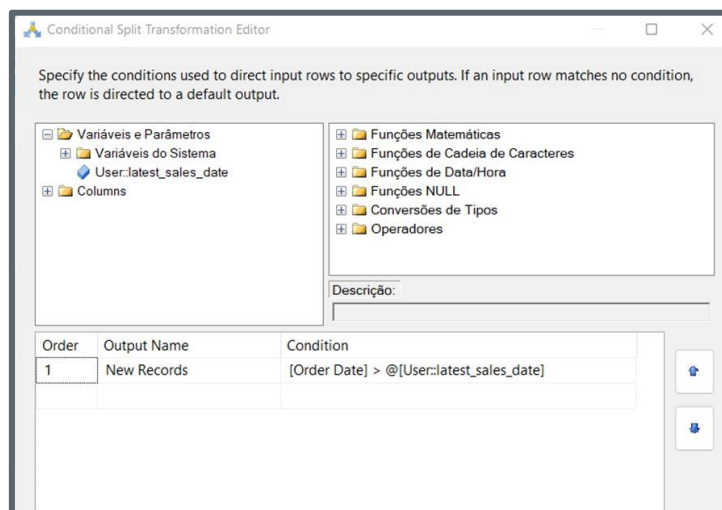 Conditional Split Transformation Editor
Specify the conditions used to direct input rows to specific outputs. If an input row matches no condition,
the row is directed to a default output.
Variáveis e Parâmetros
Variáveis do Sistema
User::latest_sales_date
Columns
Funções Matemáticas
Funções de Cadeia de Caracteres
Funções de Data/Hora
Funções NULL
Conversões de Tipos
Operadores
Descrição:
Order Output Name Condition
1 New Records [Order Date] > @[User::latest_sales_date]